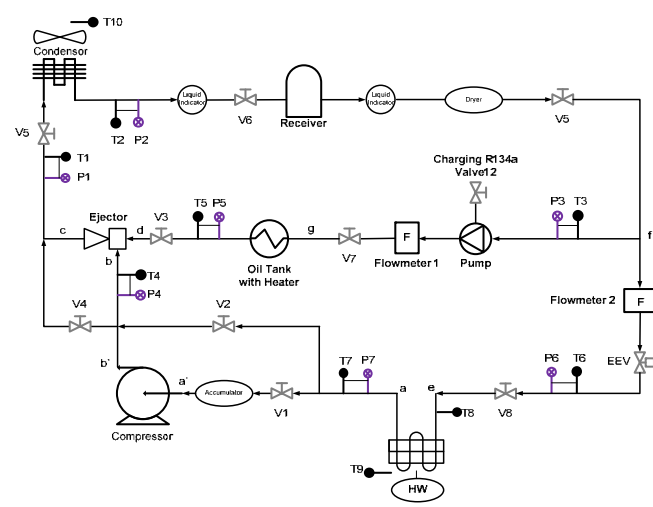 T10
Condensor
Liquid
Indicator
Liquid
Indicator
Dryer
V5
T2
P2
V6
Receiver
V5
T1
P1
Charging R134a
Valve12
Ejector
c
d
V3
T5
P5
g
V7
F
Flowmeter 1
Pump
P3
T3
f
Oil Tank
with Heater
b
T4
P4
Flowmeter 2
F
V4
V2
EEV
b'
a'
Accumulator
V1
T7
P7
a
e
V8
P6
T6
Compressor
T8
T9
HW